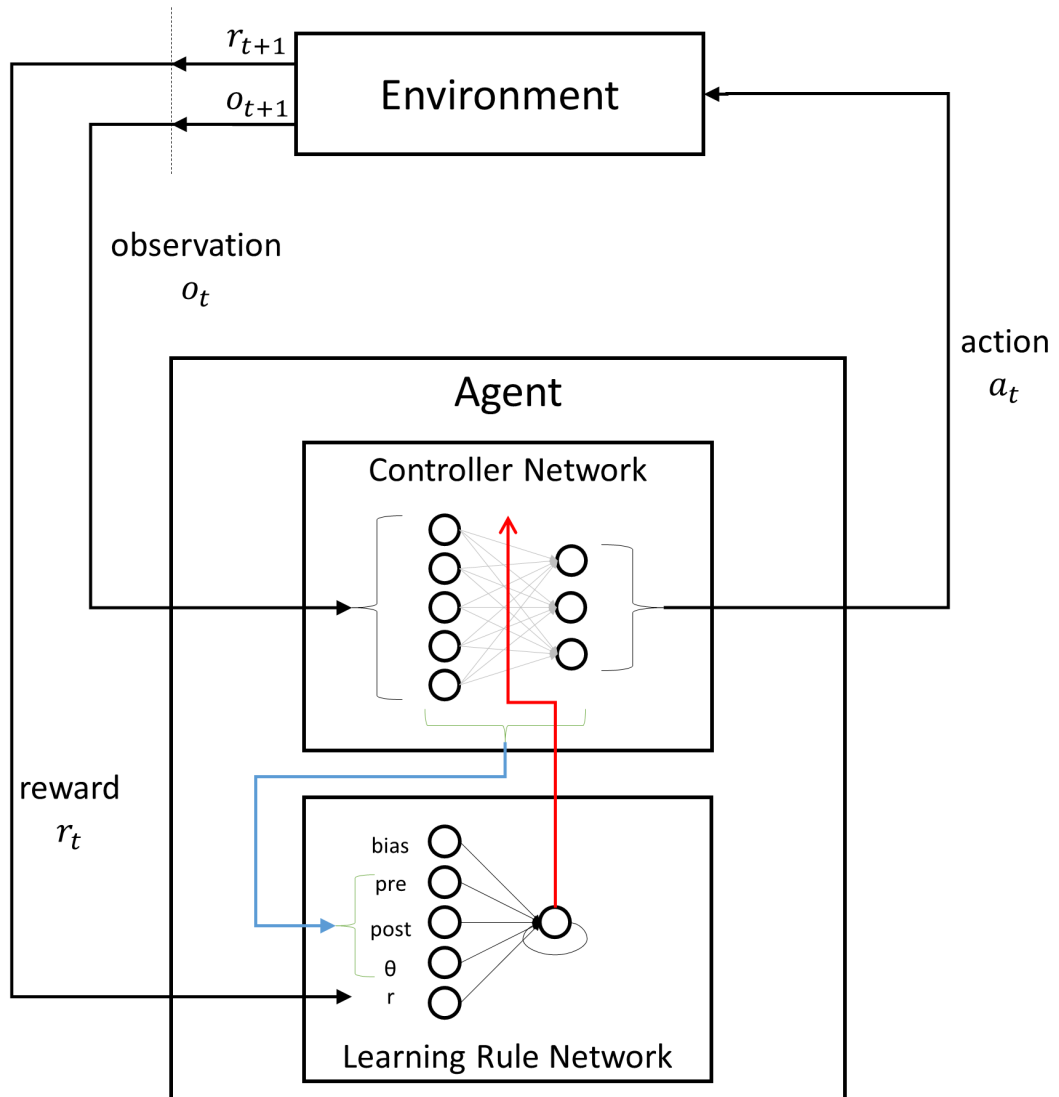 r_{t+1}
Environment
o_{t+1}
observation
o_t
action
a_t
Agent
Controller Network
reward
r_t
bias
pre
post
θ
r
Learning Rule Network